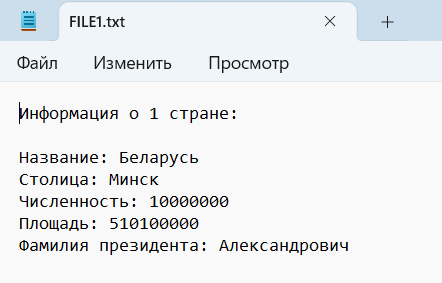 FILE1.txt
Файл Изменить Просмотр
Информация о 1 стране:
Название: Беларусь
Столица: Минск
Численность: 10000000
Площадь: 510100000
Фамилия президента: Александрович